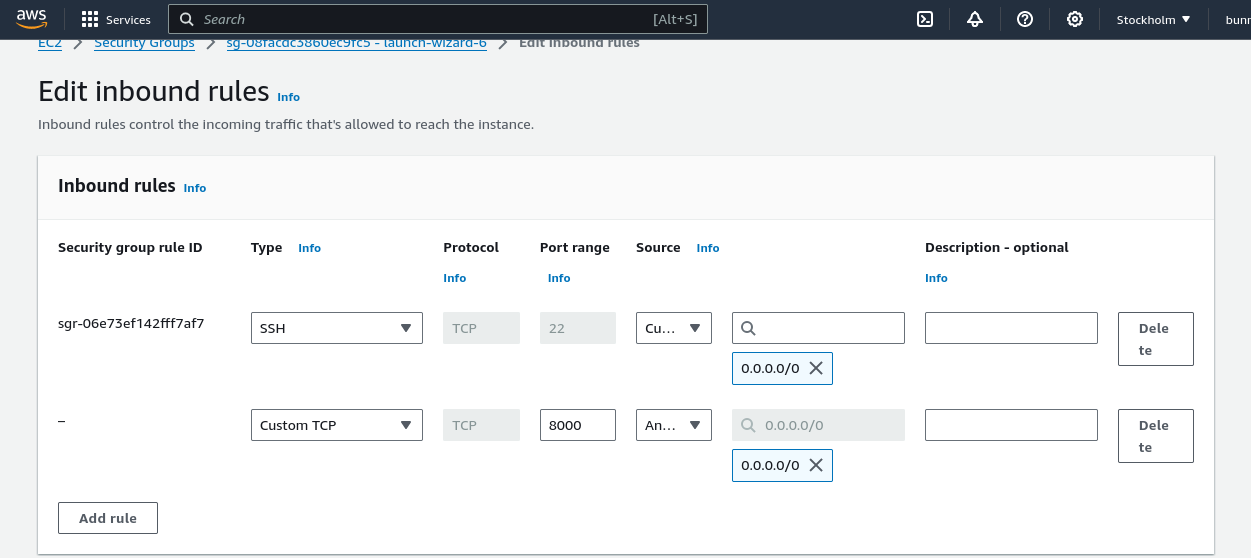 aws Services Search [Alt+S] Stockholm
EC2 Security Groups sg-08facdc3860ec9fc5 - launch-wizard-6 Edit inbound rules
Edit inbound rules Info
Inbound rules control the incoming traffic that's allowed to reach the instance.
Inbound rules Info
Security group rule ID Type Info Protocol Port range Source Info Description - optional
Info Info Info
sgr-06e73ef142fff7af7 SSH TCP 22 Cu... Dele
te
0.0.0.0/0
– Custom TCP TCP 8000 An... 0.0.0.0/0 Dele
te
0.0.0.0/0
Add rule